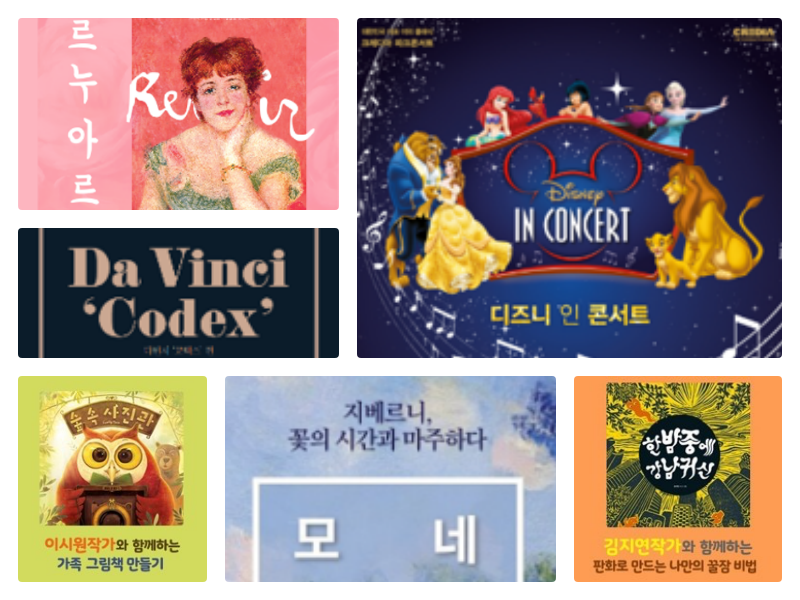 르누아르
Renoir
Da Vinci
'Codex'
CREDIA
Disney
IN CONCERT
디즈니 인 콘서트
숲속 사진관
이시원작가와 함께하는
가족 그림책 만들기
지베르니,
꽃의 시간과 마주하다
모 네
한밤중에
강남귀신
김지연작가와 함께하는
판화로 만드는 나만의 꿀잠 비법